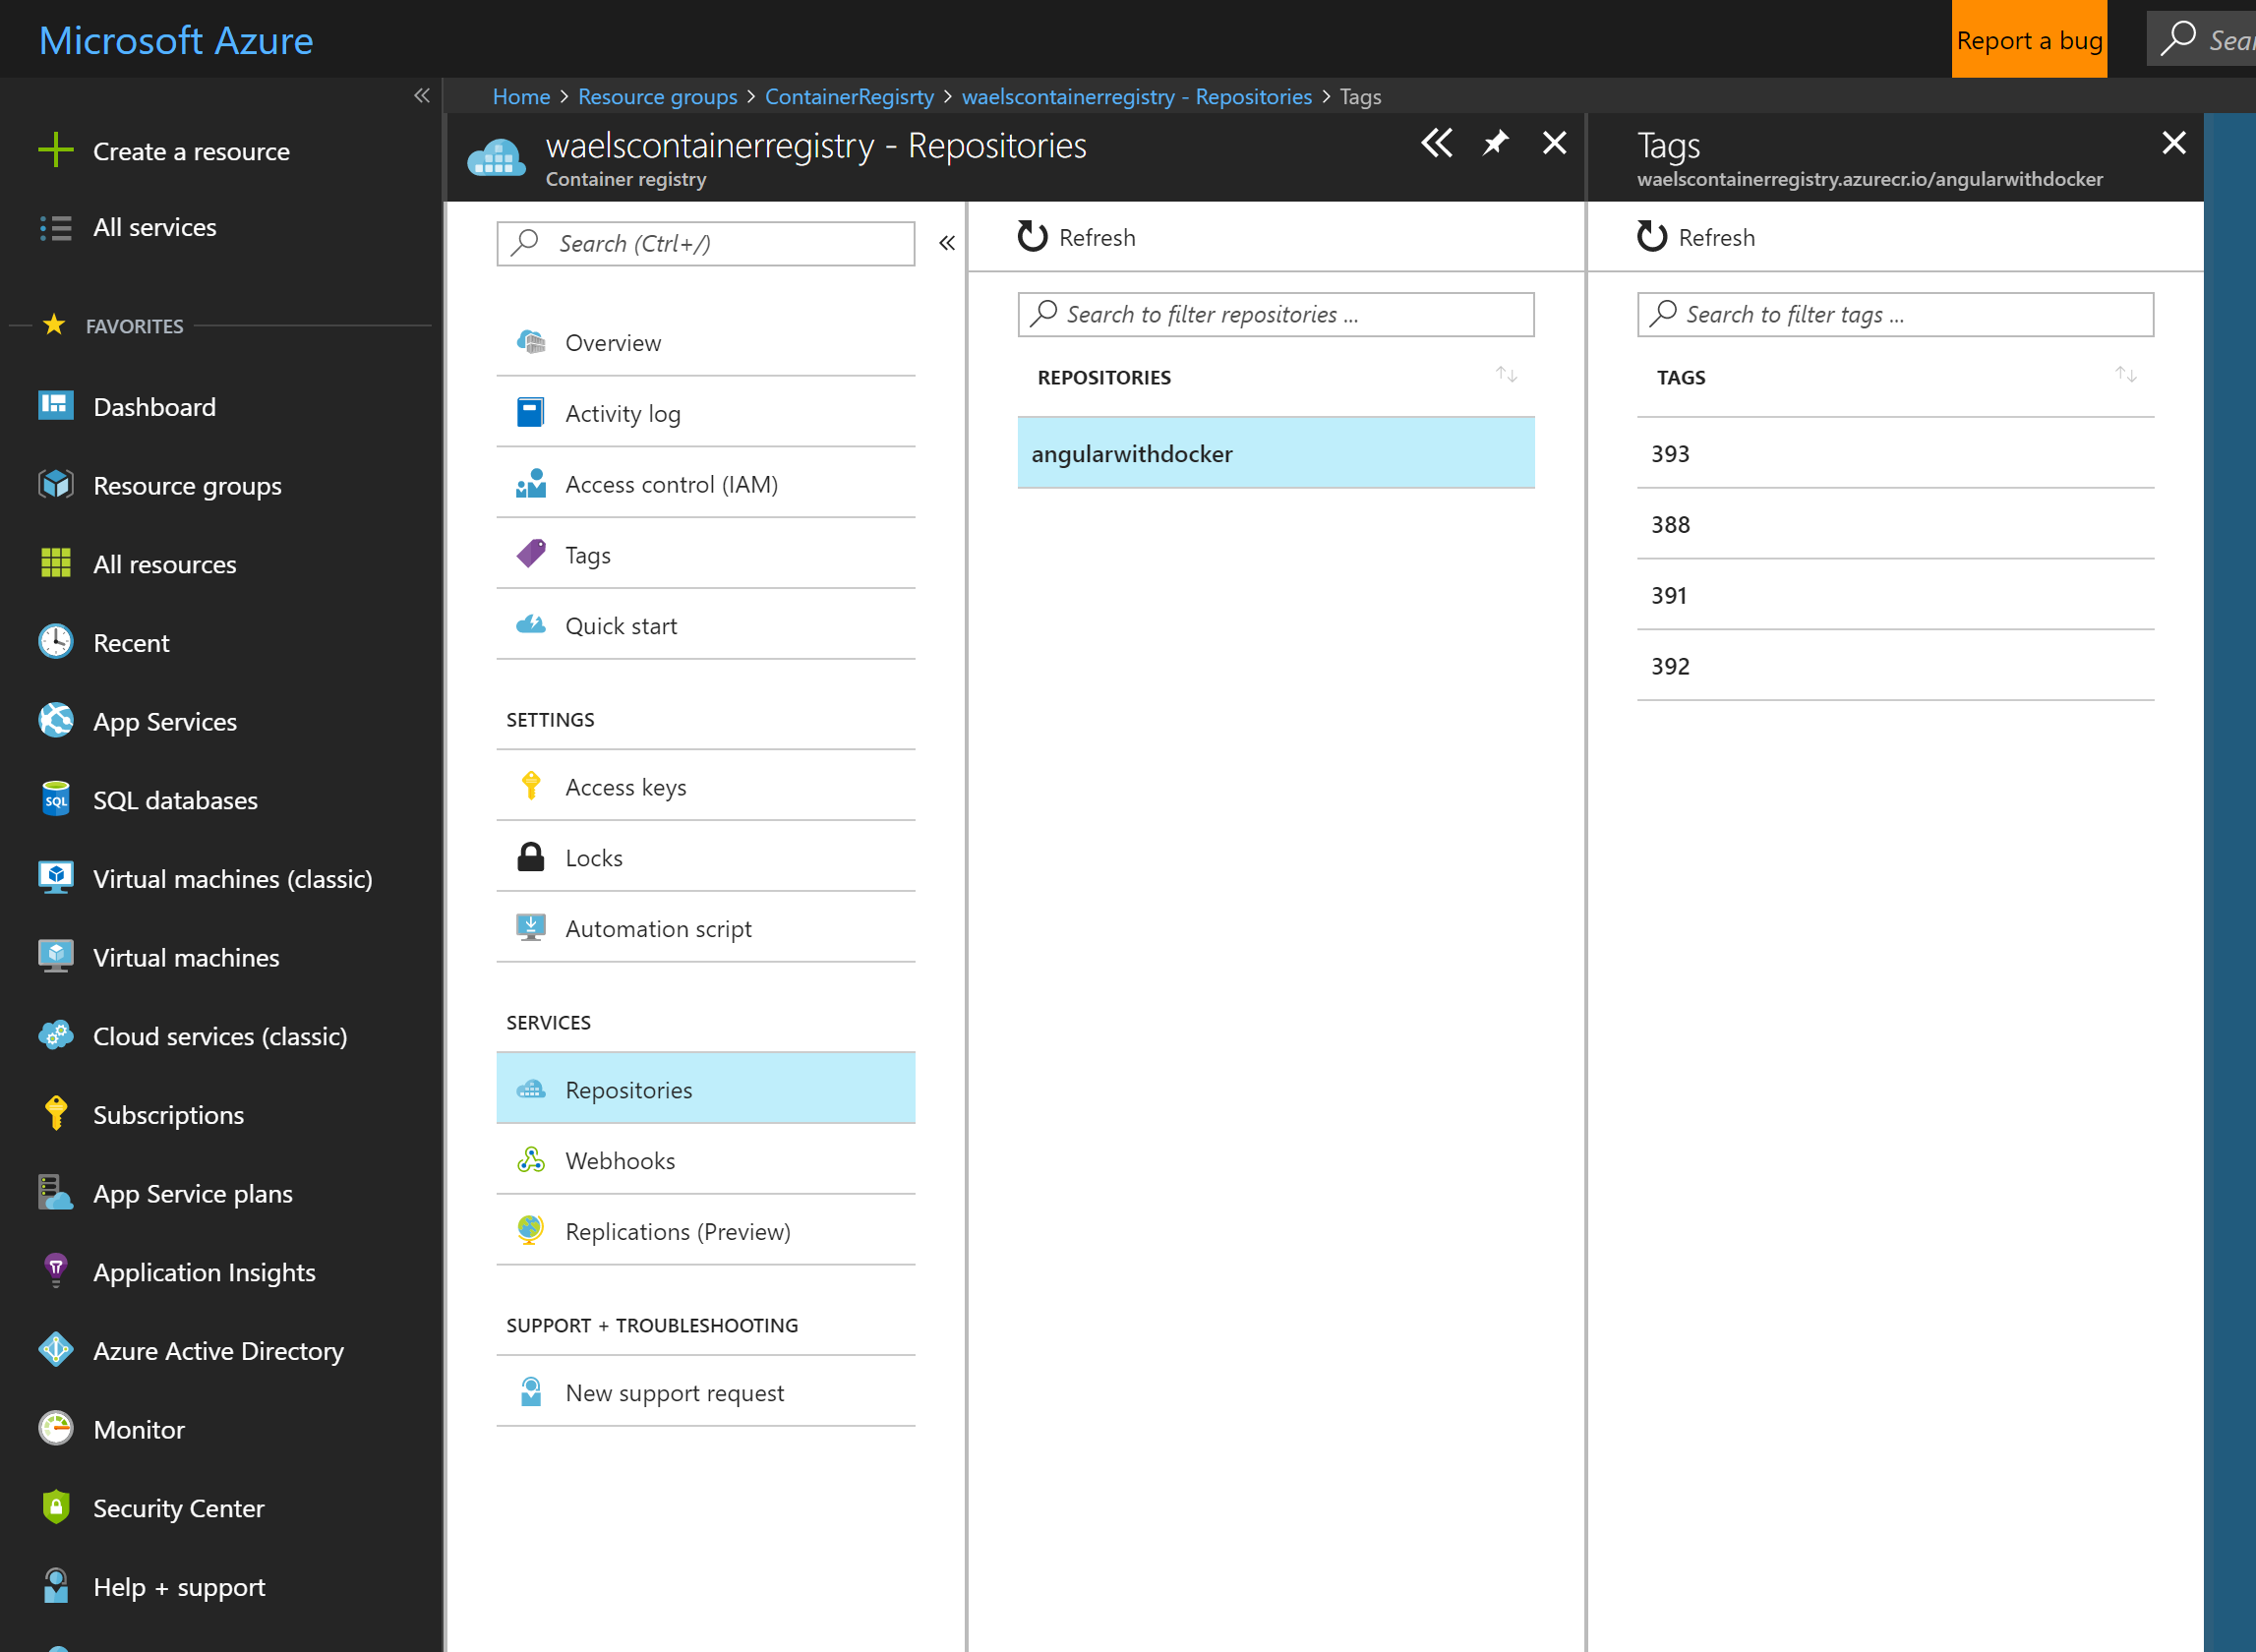 Microsoft Azure
Report a bug
Home > Resource groups > ContainerRegisrty > waelscontainerregistry - Repositories > Tags
Create a resource
All services
FAVORITES
Dashboard
Resource groups
All resources
Recent
App Services
SQL databases
Virtual machines (classic)
Virtual machines
Cloud services (classic)
Subscriptions
App Service plans
Application Insights
Azure Active Directory
Monitor
Security Center
Help + support
waelscontainerregistry - Repositories
Container registry
Search (Ctrl+/)
Overview
Activity log
Access control (IAM)
Tags
Quick start
SETTINGS
Access keys
Locks
Automation script
SERVICES
Repositories
Webhooks
Replications (Preview)
SUPPORT + TROUBLESHOOTING
New support request
Refresh
Search to filter repositories ...
REPOSITORIES
angularwithdocker
Tags
waelscontainerregistry.azurecr.io/angularwithdocker
Refresh
Search to filter tags ...
TAGS
393
388
391
392